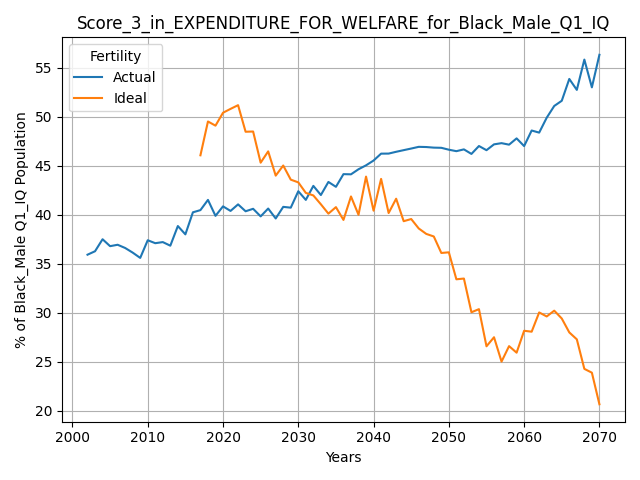 Score_3_in_EXPENDITURE_FOR_WELFARE_for_Black_Male_Q1_IQ
Fertility
Actual
Ideal
% of Black_Male Q1_IQ Population
55
50
45
40
35
30
25
20
2000
2010
2020
2030
2040
2050
2060
2070
Years